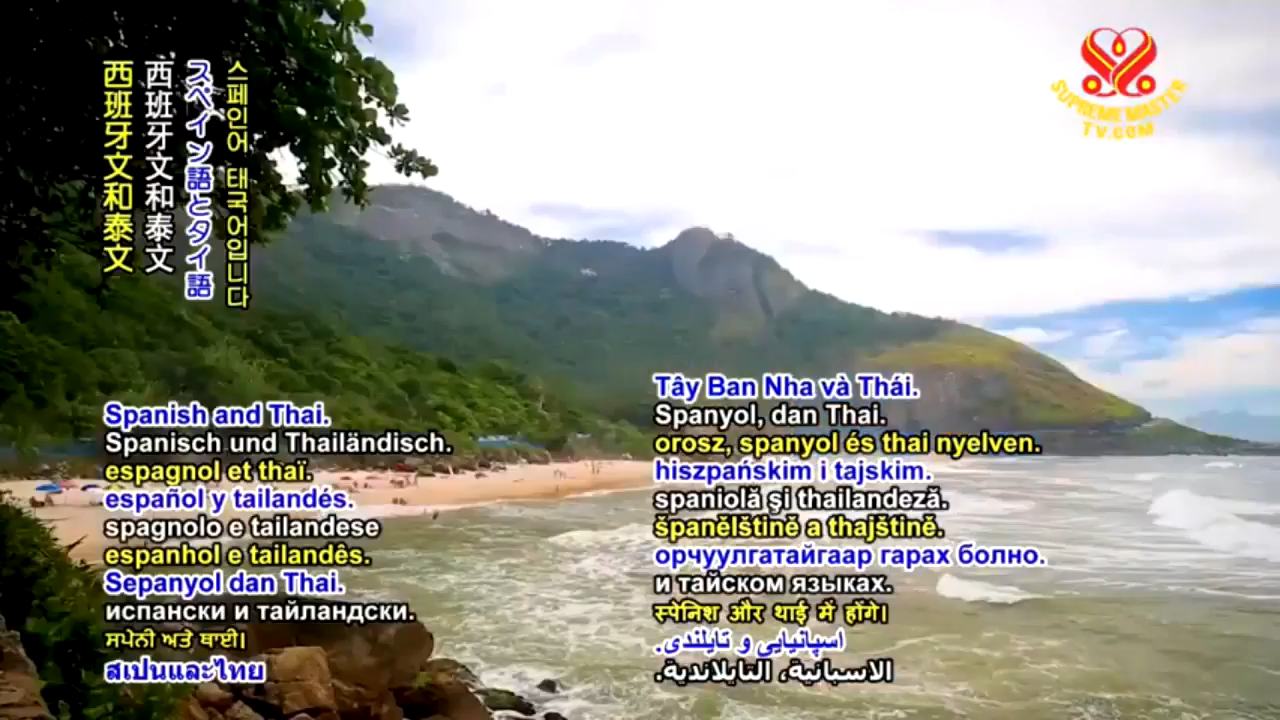 스페인어 태국어입니다
スペイン語とタイ語
西班牙文和泰文
西班牙文和泰文
SUPREME MASTER
TV.COM
Spanish and Thai.
Spanisch und Thailändisch.
espagnol et thaï.
español y tailandés.
spagnolo e tailandese
espanhol e tailandês.
Sepanyol dan Thai.
испански и тайландски.
ਸਪੇਨੀ ਅਤੇ ਥਾਈ।
สเปนและไทย
Tây Ban Nha và Thái.
Spanyol, dan Thai.
orosz, spanyol és thai nyelven.
hiszpańskim i tajskim.
spaniolă şi thailandeză.
španělštině a thajštině.
орчуулгатайгаар гарах болно.
и тайском языках.
स्पेनिश और थाई में होंगे।
اسپانیایی و تایلندی.
الاسبانية، التايلاندية.